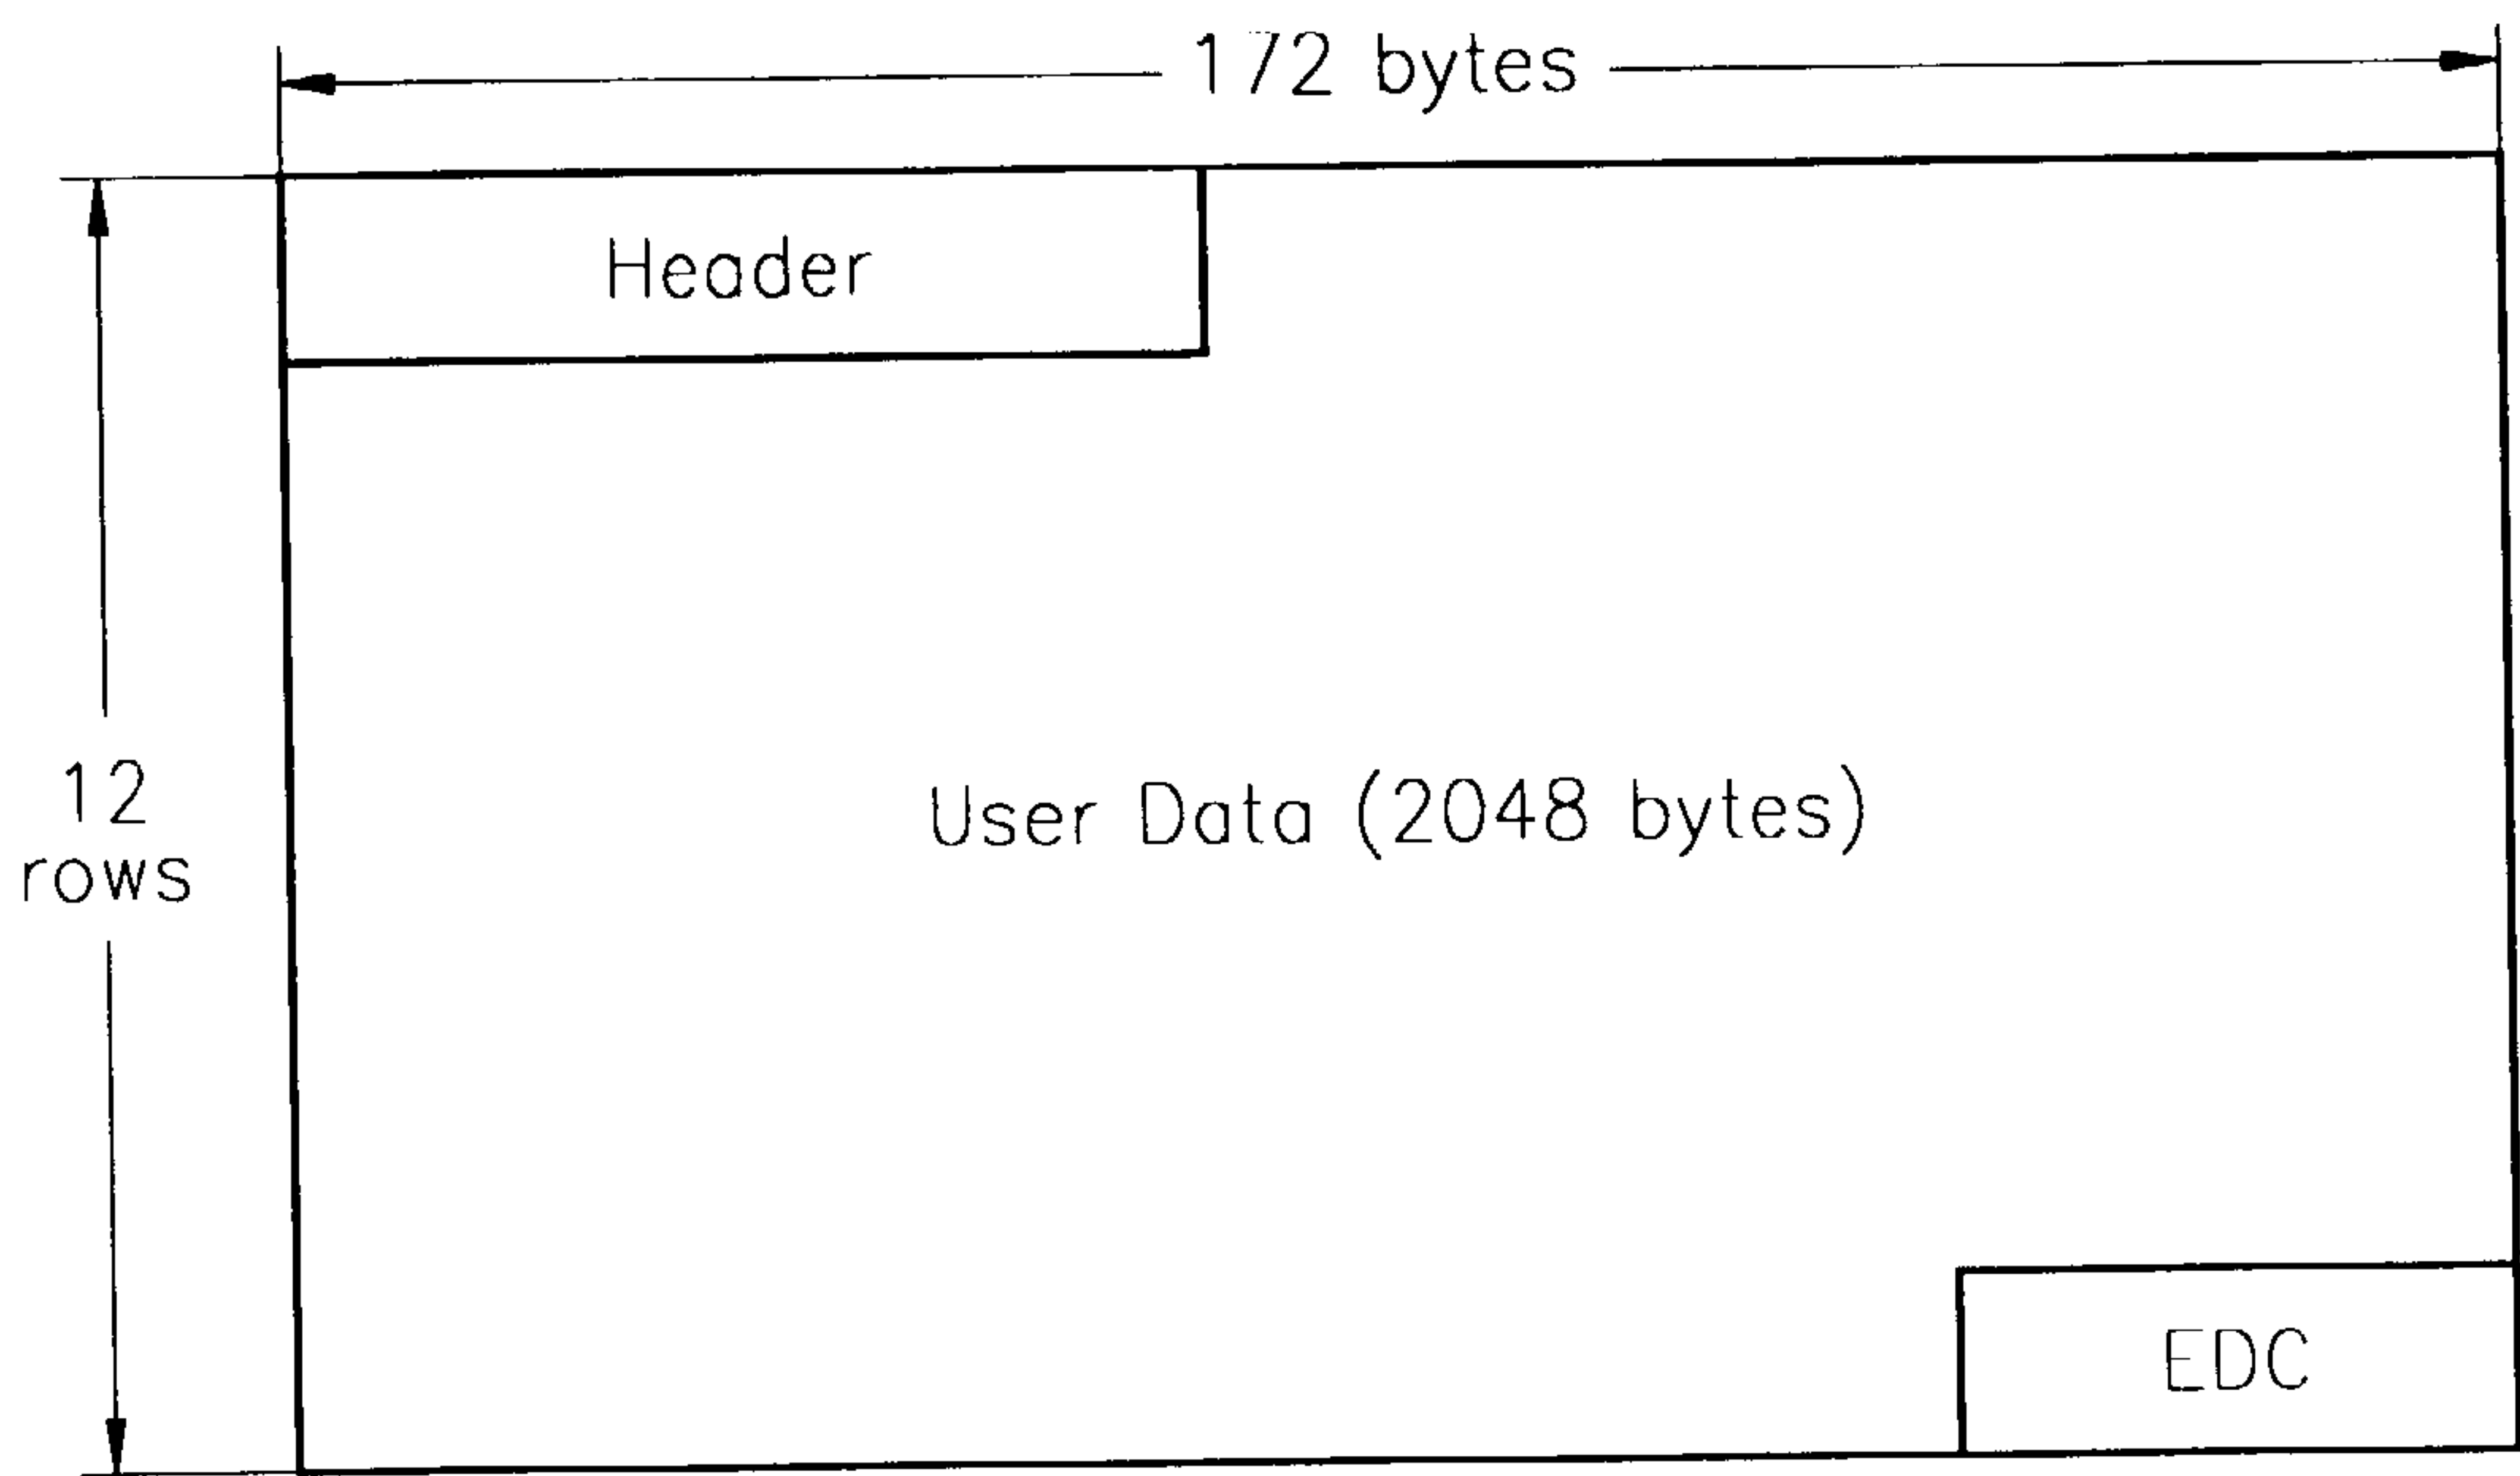 172 bytes
Header
12
rows
User Data (2048 bytes)
EDC